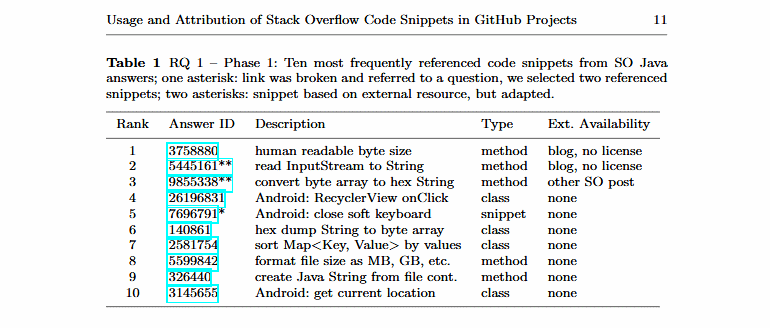 Usage and Attribution of Stack Overflow Code Snippets in GitHub Projects 11
Table 1 RQ 1 – Phase 1: Ten most frequently referenced code snippets from SO Java
answers; one asterisk: link was broken and referred to a question, we selected two referenced
snippets; two asterisks: snippet based on external resource, but adapted.
Rank Answer ID Description Type Ext. Availability
1 3758880 human readable byte size method blog, no license
2 5445161** read InputStream to String method blog, no license
3 9855338** convert byte array to hex String method other SO post
4 26196831 Android: RecyclerView onClick class none
5 7696791* Android: close soft keyboard snippet none
6 140861 hex dump String to byte array class none
7 2581754 sort Map<Key, Value> by values class none
8 5599842 format file size as MB, GB, etc. method none
9 326440 create Java String from file cont. method none
10 3145655 Android: get current location class none